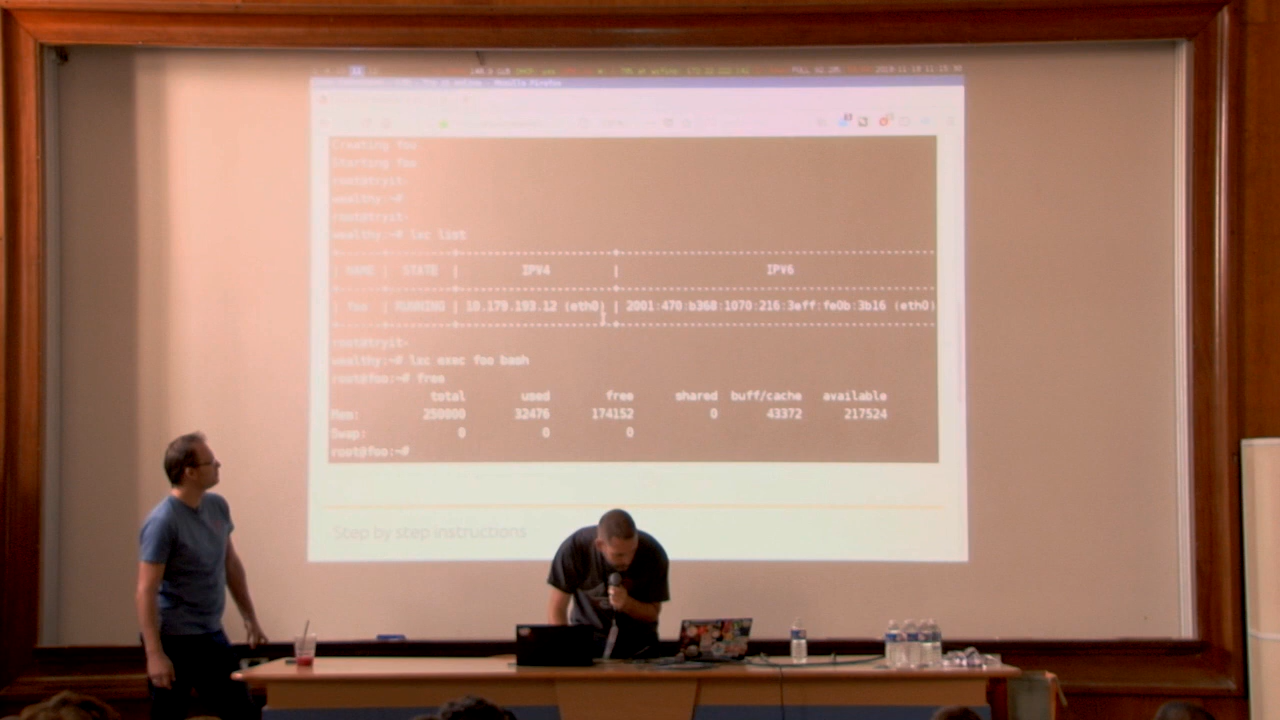 Creating foo
Starting foo
root@tryit-
wealthy:~#
root@tryit-
wealthy:~# lxc list
| NAME | STATE | IPV4 | IPV6
| foo | RUNNING | 10.179.193.12 (eth0) | 2001:470:b368:1070:216:3eff:fe0b:3b16 (eth0)
root@tryit-
wealthy:~# lxc exec foo bash
root@foo:~# free
total used free shared buff/cache available
Mem: 250000 32476 174152 0 43372 217524
Swap: 0 0 0
root@foo:~#
Step by step instructions